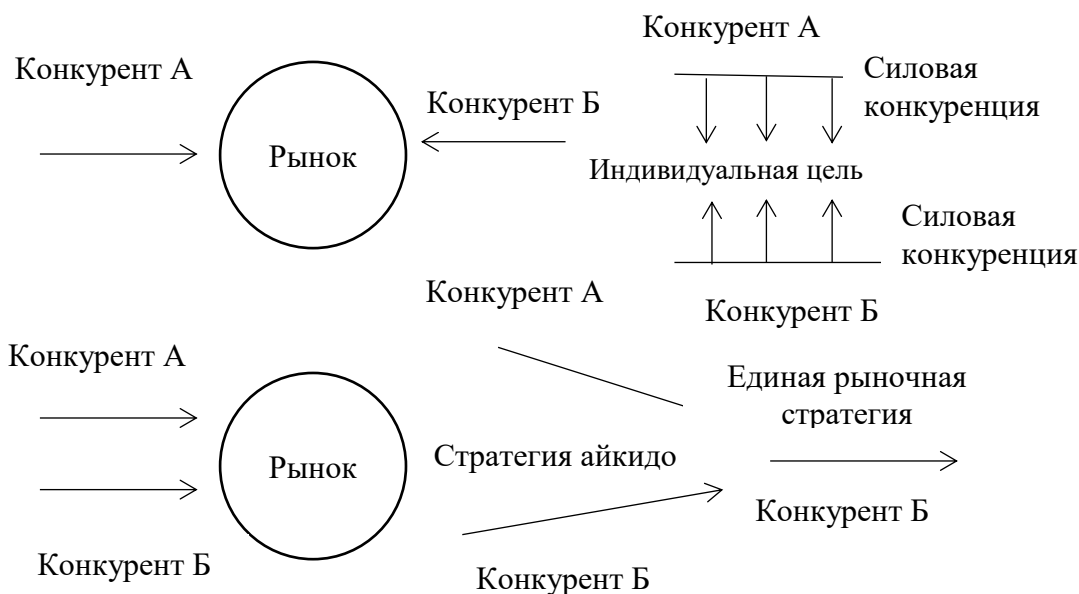 Конкурент А
Рынок
Конкурент Б
Конкурент А
Силовая
конкуренция
Индивидуальная цель
Силовая
конкуренция
Конкурент Б
Конкурент А
Рынок
Конкурент Б
Конкурент А
Стратегия айкидо
Конкурент Б
Единая рыночная
стратегия
Конкурент Б